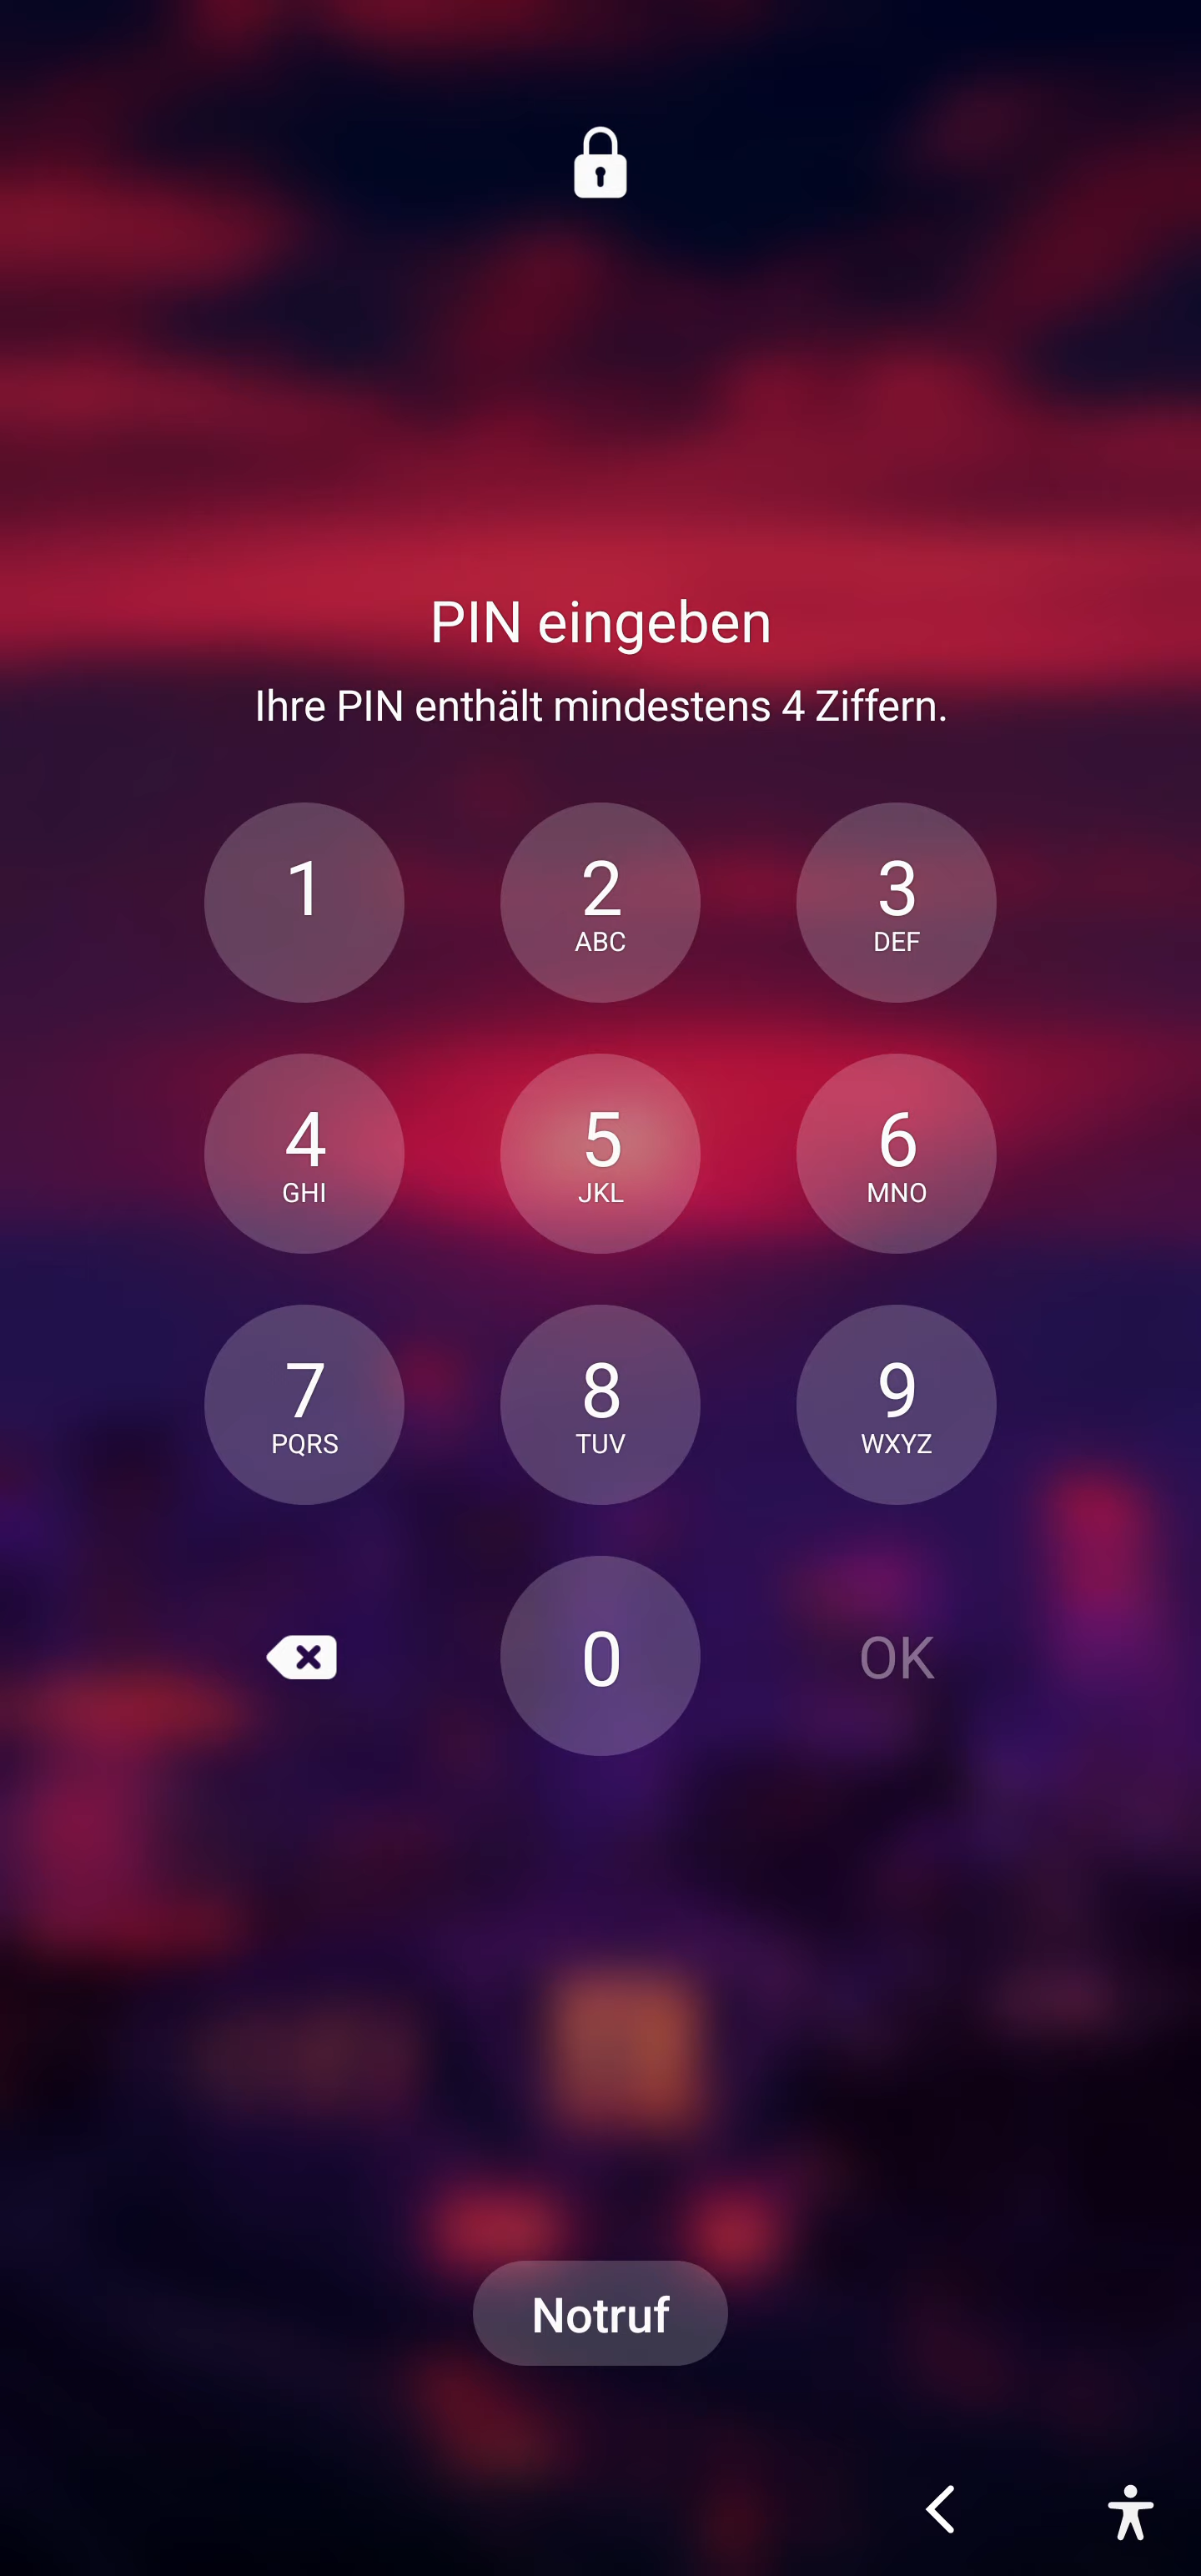 PIN eingeben
Ihre PIN enthält mindestens 4 Ziffern.
1 2 3
ABC DEF
4 5 6
GHI JKL MNO
7 8 9
PQRS TUV WXYZ
0 OK
Notruf